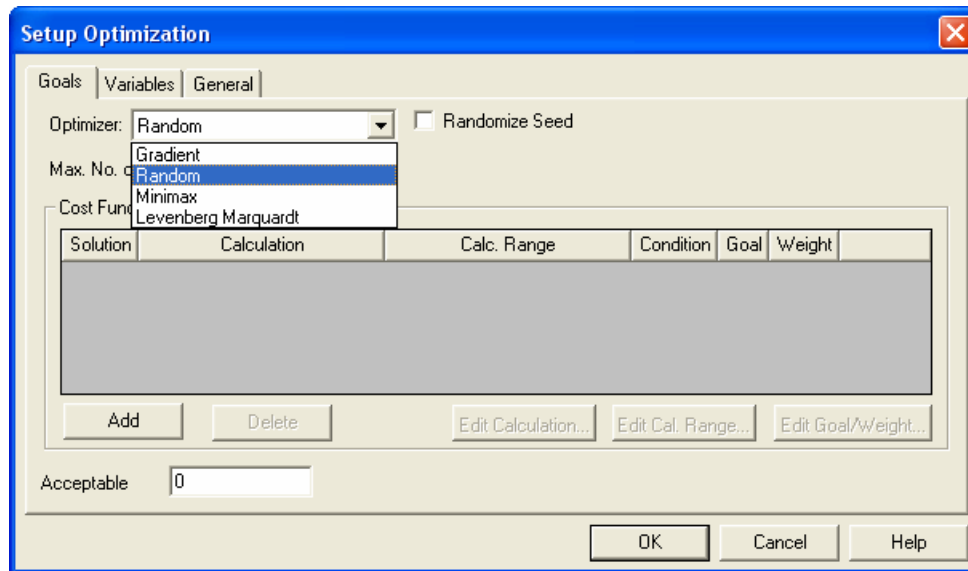 Setup Optimization
Goals Variables General
Optimizer: Random Randomize Seed
Gradient
Max. No. Random
Minimax
Cost Levenberg Marquardt
Solution Calculation Calc. Range Condition Goal Weight
Add Delete Edit Calculation... Edit Cal. Range... Edit Goal/Weight...
Acceptable 0
OK Cancel Help